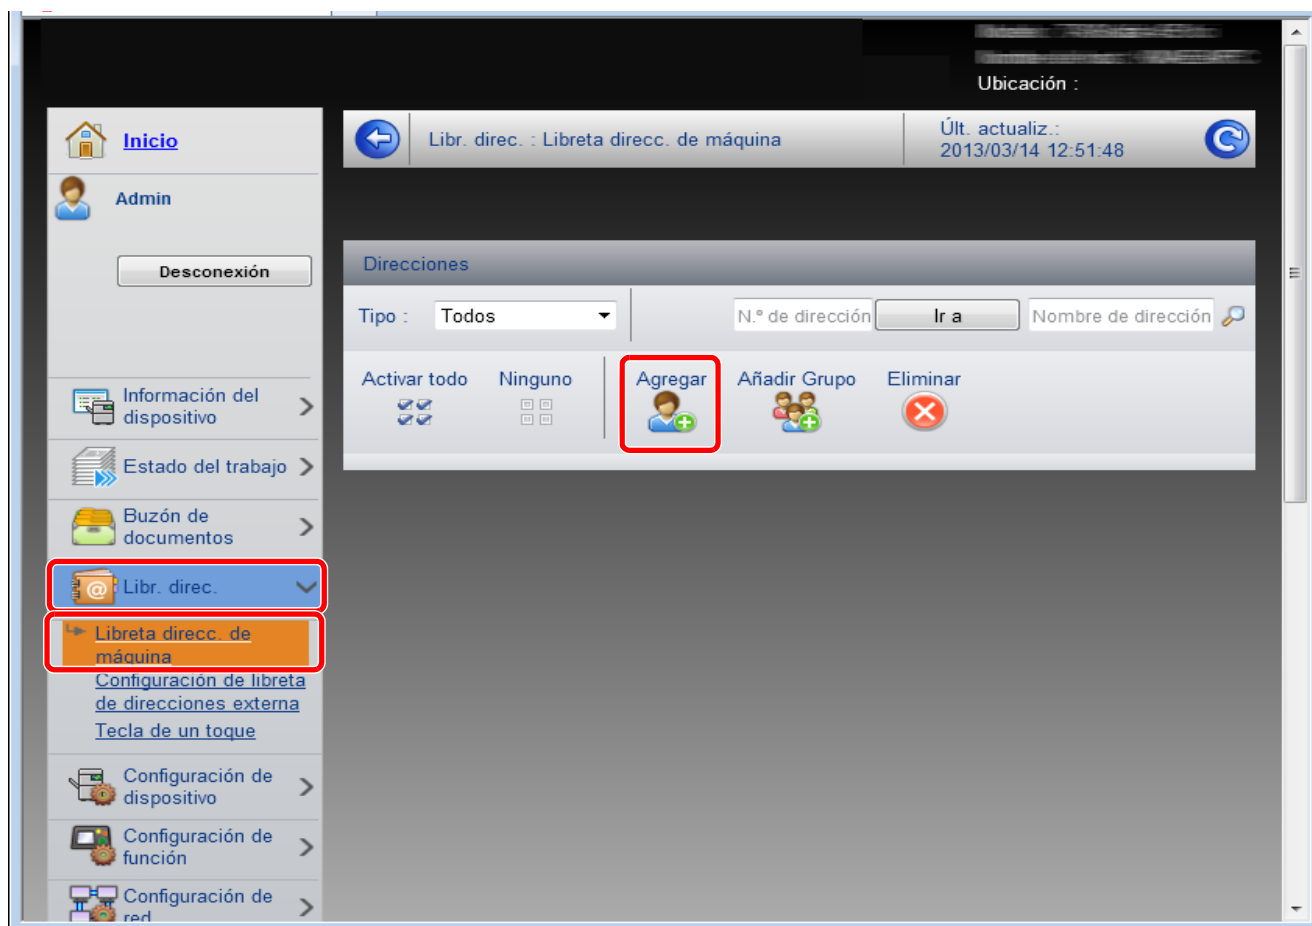 Ubicación :
Inicio
Admin
Desconexión
Información del
dispositivo
Estado del trabajo
Buzón de
documentos
Libr. direc.
Libreta direcc. de
máquina
Configuración de libreta
de direcciones externa
Tecla de un toque
Configuración de
dispositivo
Configuración de
función
Configuración de
red
Libr. direc. : Libreta direcc. de máquina
Últ. actualiz.:
2013/03/14 12:51:48
Direcciones
Tipo : Todos N.º de dirección Ir a Nombre de dirección
Activar todo Ninguno Agregar Añadir Grupo Eliminar